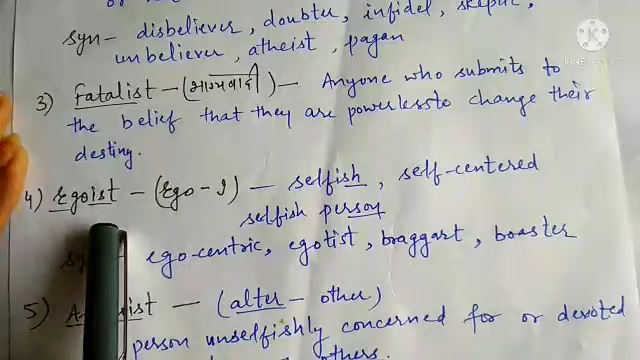 syn- disbeliever, doubter, infidel,
unbeliever, atheist, pagan
3) Fatalist - (भाग्यवादी) - Anyone who submits to
the belief that they are powerless to change their
destiny.
4) Egoist - (Ego - I) - selfish, self-centered
selfish person
ego-centric, egotist, braggart, boaster
5) - (alter - other)
person unselfishly concerned for or devoted
others.